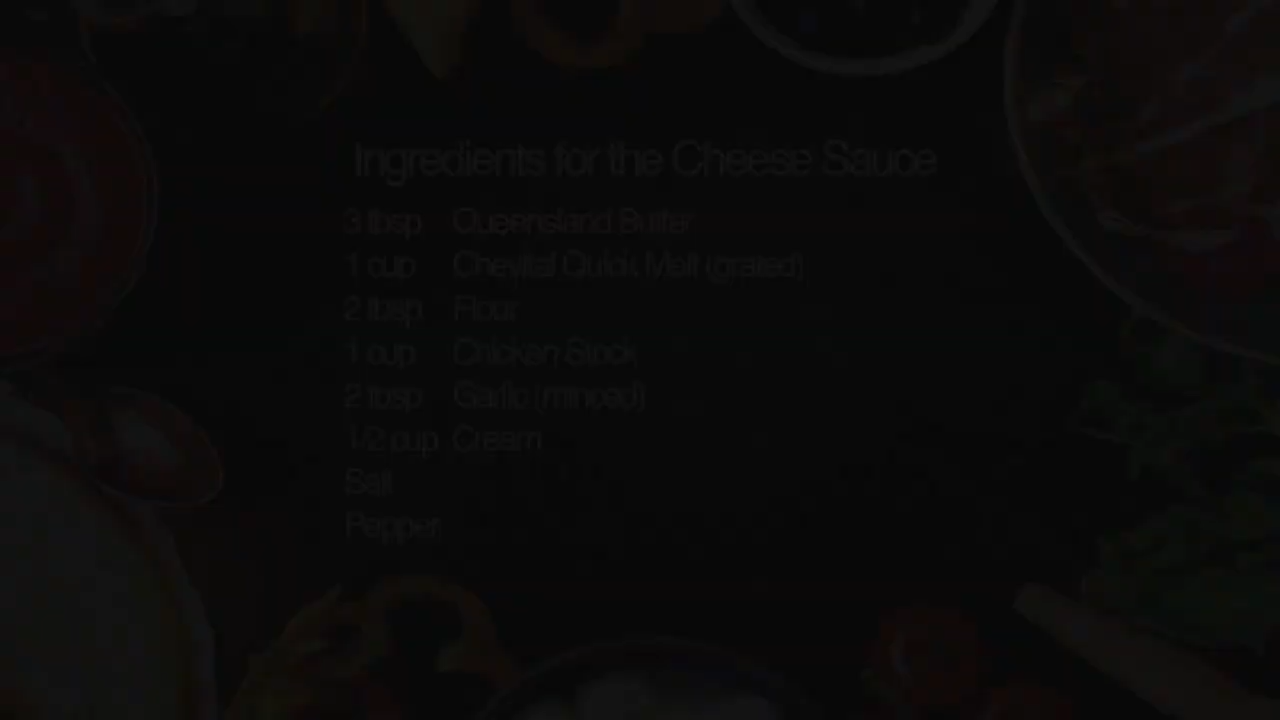 Ingredients for the Cheese Sauce
3 tbsp Queensland Butter
1 cup Chevital Quick Melt (grated)
2 tbsp Flour
1 cup Chicken Stock
2 tbsp Garlic (minced)
1/2 cup Cream
Salt
Pepper